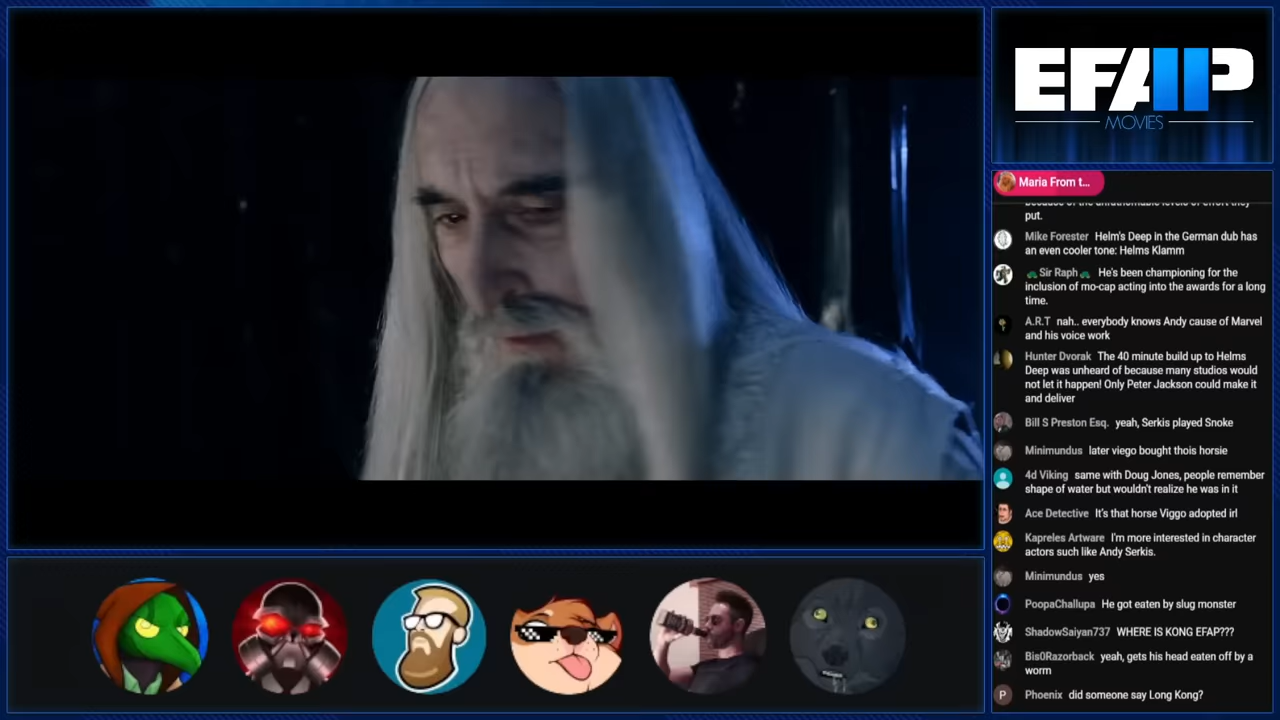 EFAP
MOVIES
Maria From t...
because of the unfathomable levels of effort they
put.
Mike Forester Helm's Deep in the German dub has
an even cooler tone: Helms Klamm
Sir Raph He's been championing for the
inclusion of mo-cap acting into the awards for a long
time.
A.R.T nah.. everybody knows Andy cause of Marvel
and his voice work
Hunter Dvorak The 40 minute build up to Helms
Deep was unheard of because many studios would
not let it happen! Only Peter Jackson could make it
and deliver
Bill S Preston Esq. yeah, Serkis played Snoke
Minimundus later viego bought thois horsie
4d Viking same with Doug Jones, people remember
shape of water but wouldn't realize he was in it
Ace Detective It's that horse Viggo adopted irl
Kapreles Artware I'm more interested in character
actors such like Andy Serkis.
Minimundus yes
PoopaChallupa He got eaten by slug monster
ShadowSaiyan737 WHERE IS KONG EFAP???
Bis0Razorback yeah, gets his head eaten off by a
worm
P
Phoenix did someone say Long Kong?